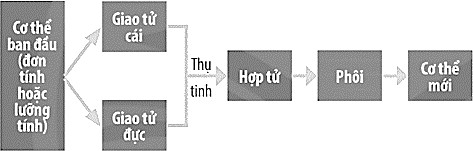 Cơ thể
ban đầu
(đơn
tính
hoặc
lưỡng
tính)
Giao tử
cái
Giao tử
đực
Thụ
tinh
Hợp tử
Phôi
Cơ thể
mới